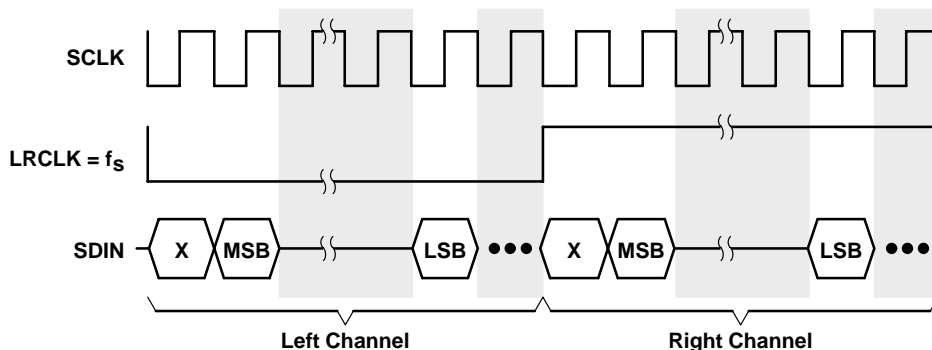 SCLK
LRCLK = fs
SDIN
X MSB LSB X MSB LSB
Left Channel Right Channel